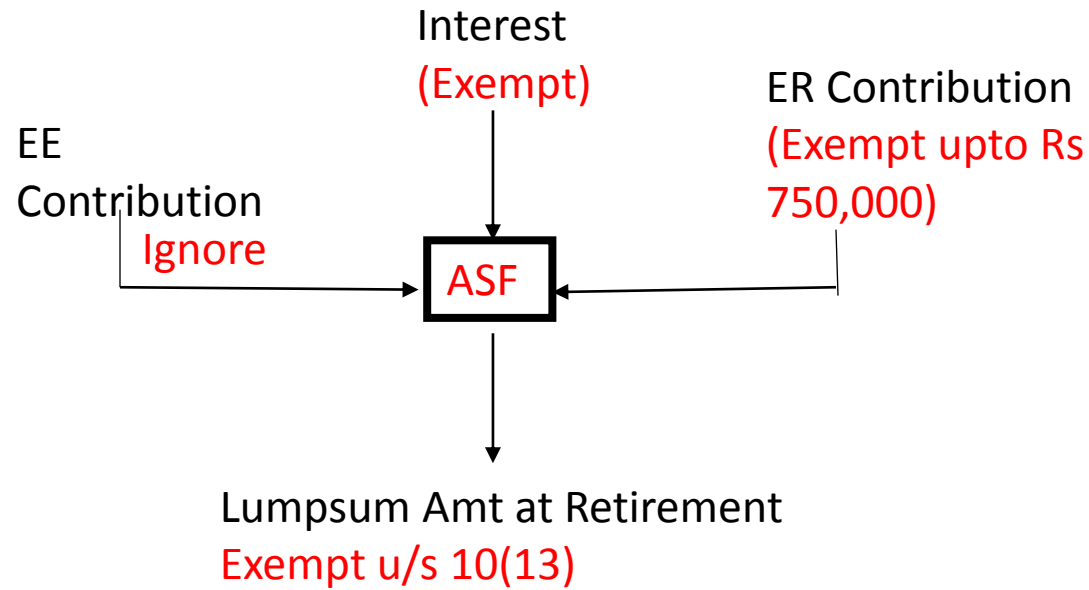 Interest
(Exempt)
ER Contribution
(Exempt upto Rs
750,000)
EE
Contribution
Ignore
ASF
Lumpsum Amt at Retirement
Exempt u/s 10(13)